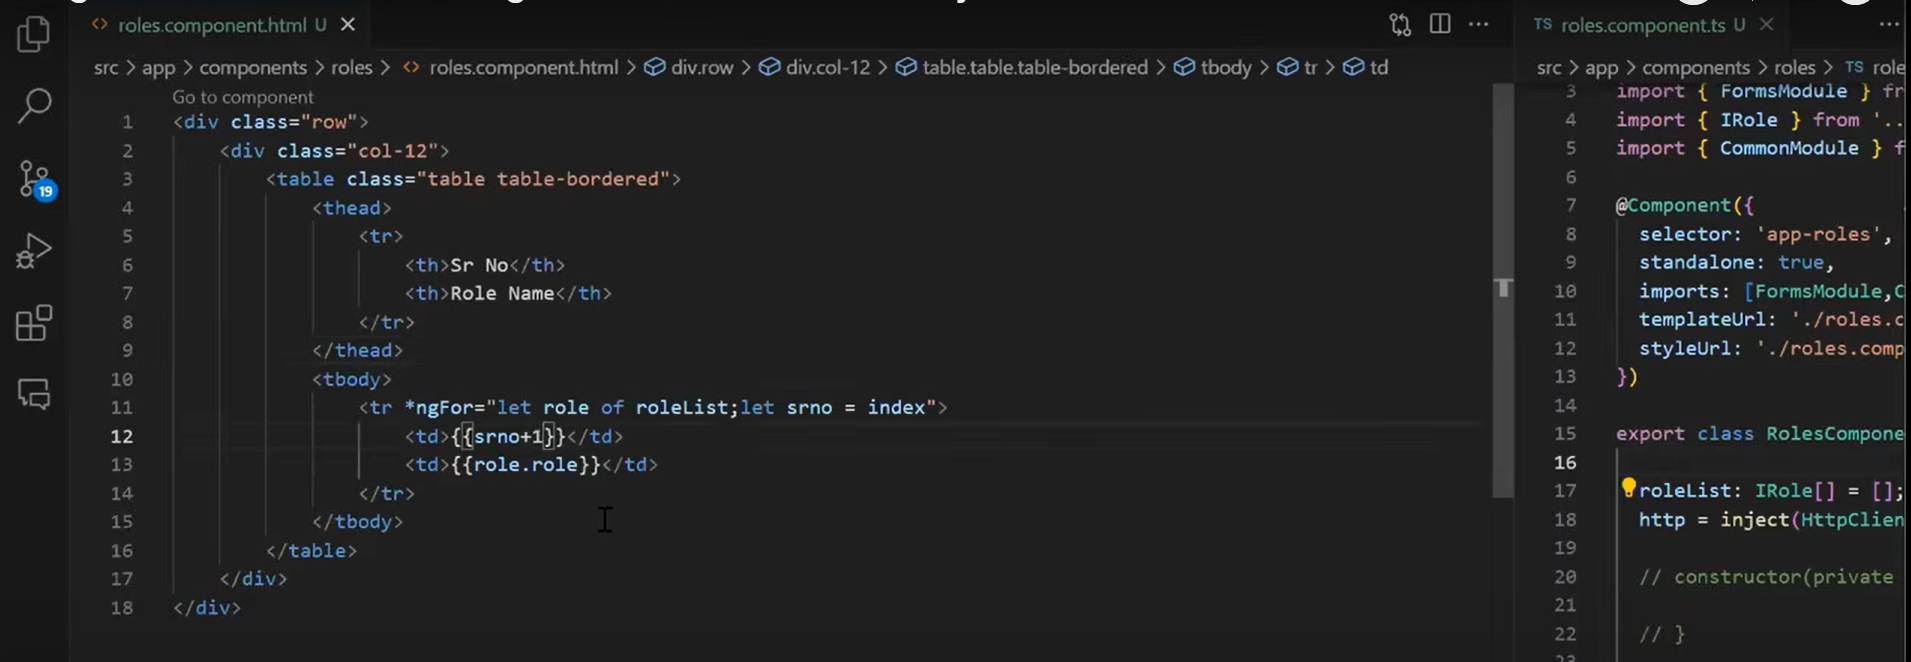 roles.component.html U
src > app > components > roles > roles.component.html > div.row > div.col-12 > table.table.table-bordered > tbody > tr > td
Go to component
1 <div class="row">
2 <div class="col-12">
3 <table class="table table-bordered">
4 <thead>
5 <tr>
6 <th>Sr No</th>
7 <th>Role Name</th>
8 </tr>
9 </thead>
10 <tbody>
11 <tr *ngFor="let role of roleList;let srno = index">
12 <td>{{srno+1}}</td>
13 <td>{{role.role}}</td>
14 </tr>
15 </tbody>
16 </table>
17 </div>
18 </div>
19
TS roles.component.ts U
src > app > components > roles > TS role
3 import { FormsModule } fr
4 import { IRole } from '..
5 import { CommonModule } f
6
7 @Component({
8 selector: 'app-roles',
9 standalone: true,
10 imports: [FormsModule,C
11 templateUrl: './roles.c
12 styleUrl: './roles.comp
13 })
14
15 export class RolesCompone
16
17 roleList: IRole[] = [];
18 http = inject(HttpClien
19
20 // constructor(private
21
22 // }